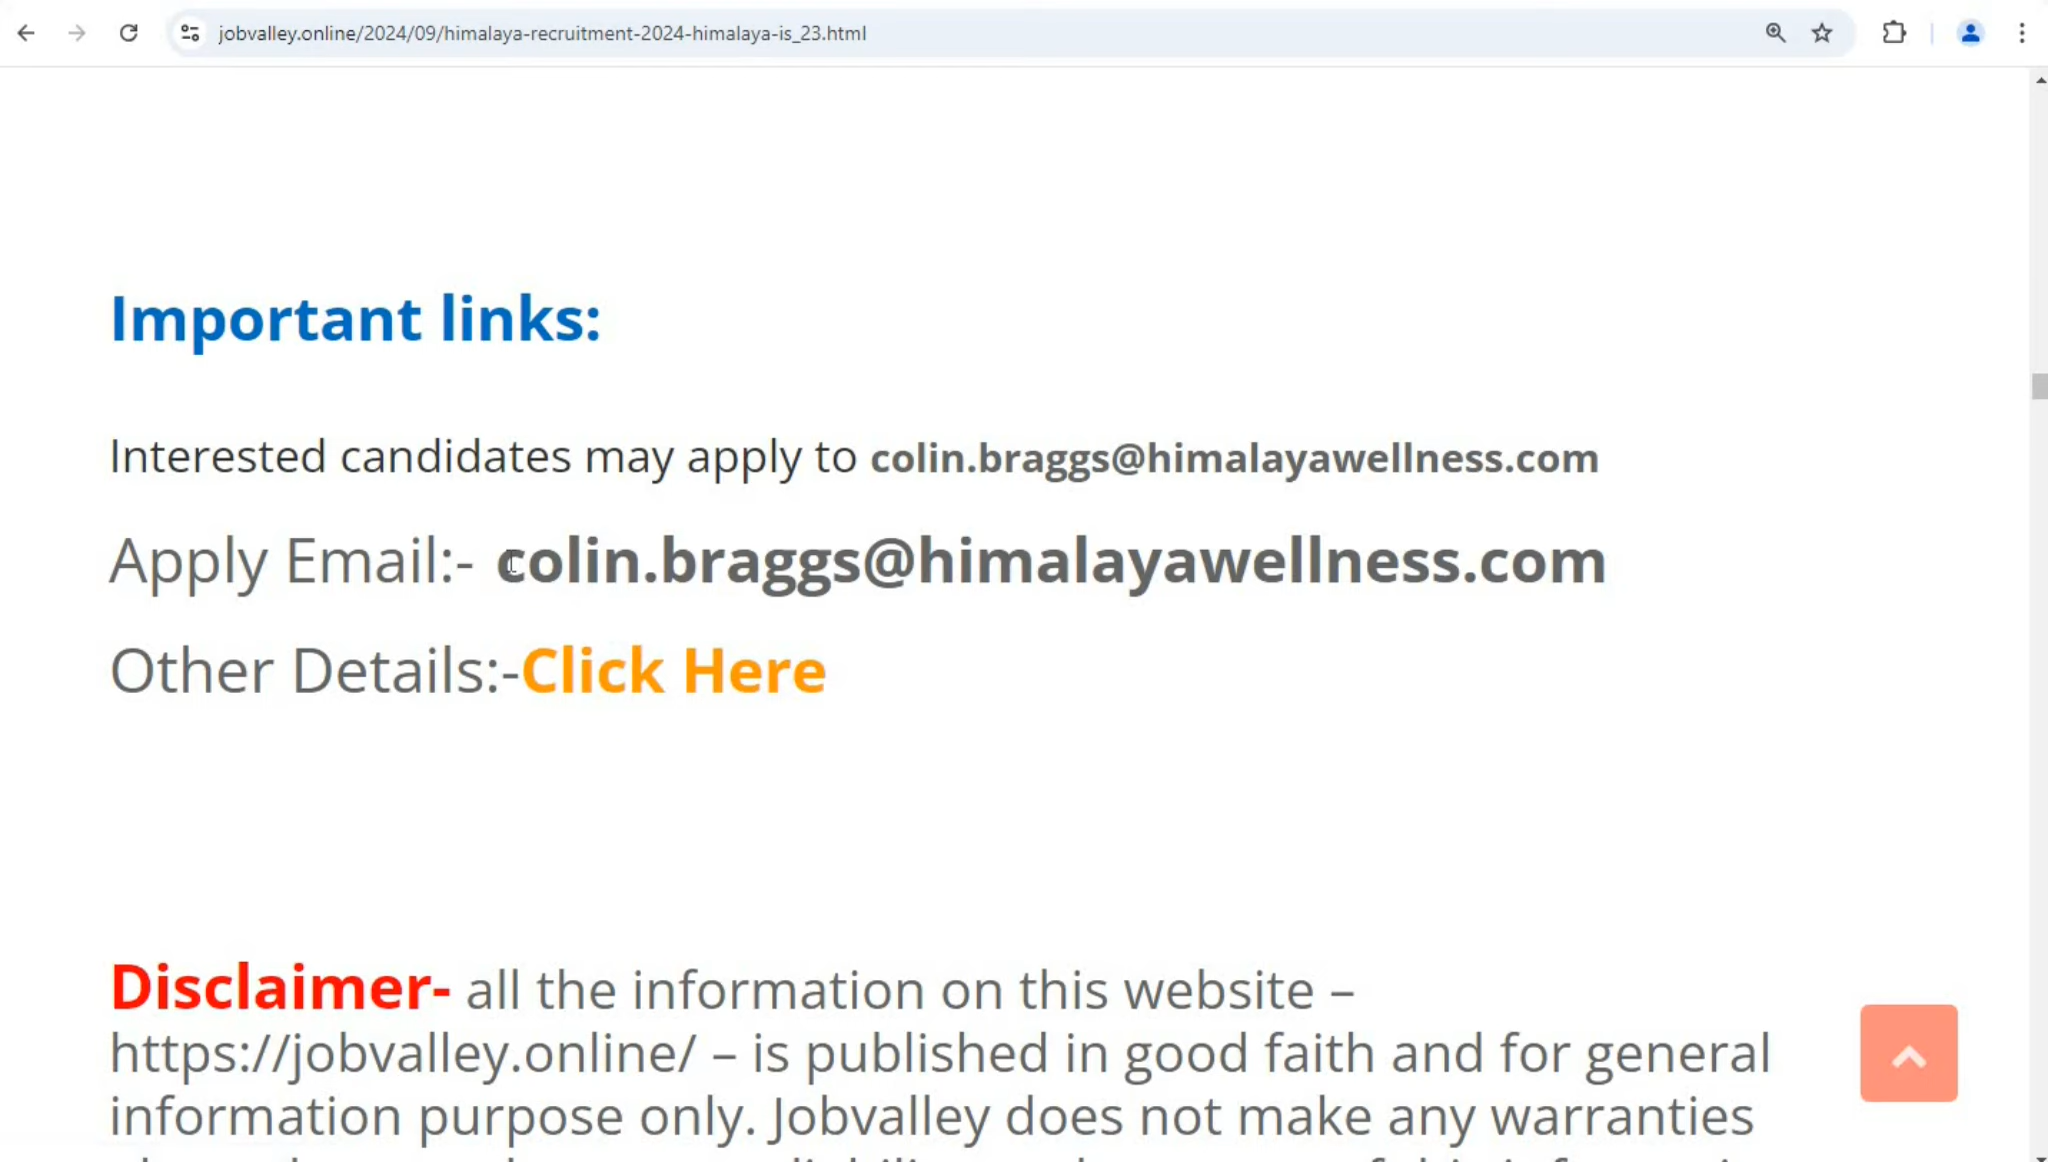 jobvalley.online/2024/09/himalaya-recruitment-2024-himalaya-is_23.html
Important links:
Interested candidates may apply to colin.braggs@himalayawellness.com
Apply Email:- colin.braggs@himalayawellness.com
Other Details:-Click Here
Disclaimer- all the information on this website –
https://jobvalley.online/ – is published in good faith and for general
information purpose only. Jobvalley does not make any warranties